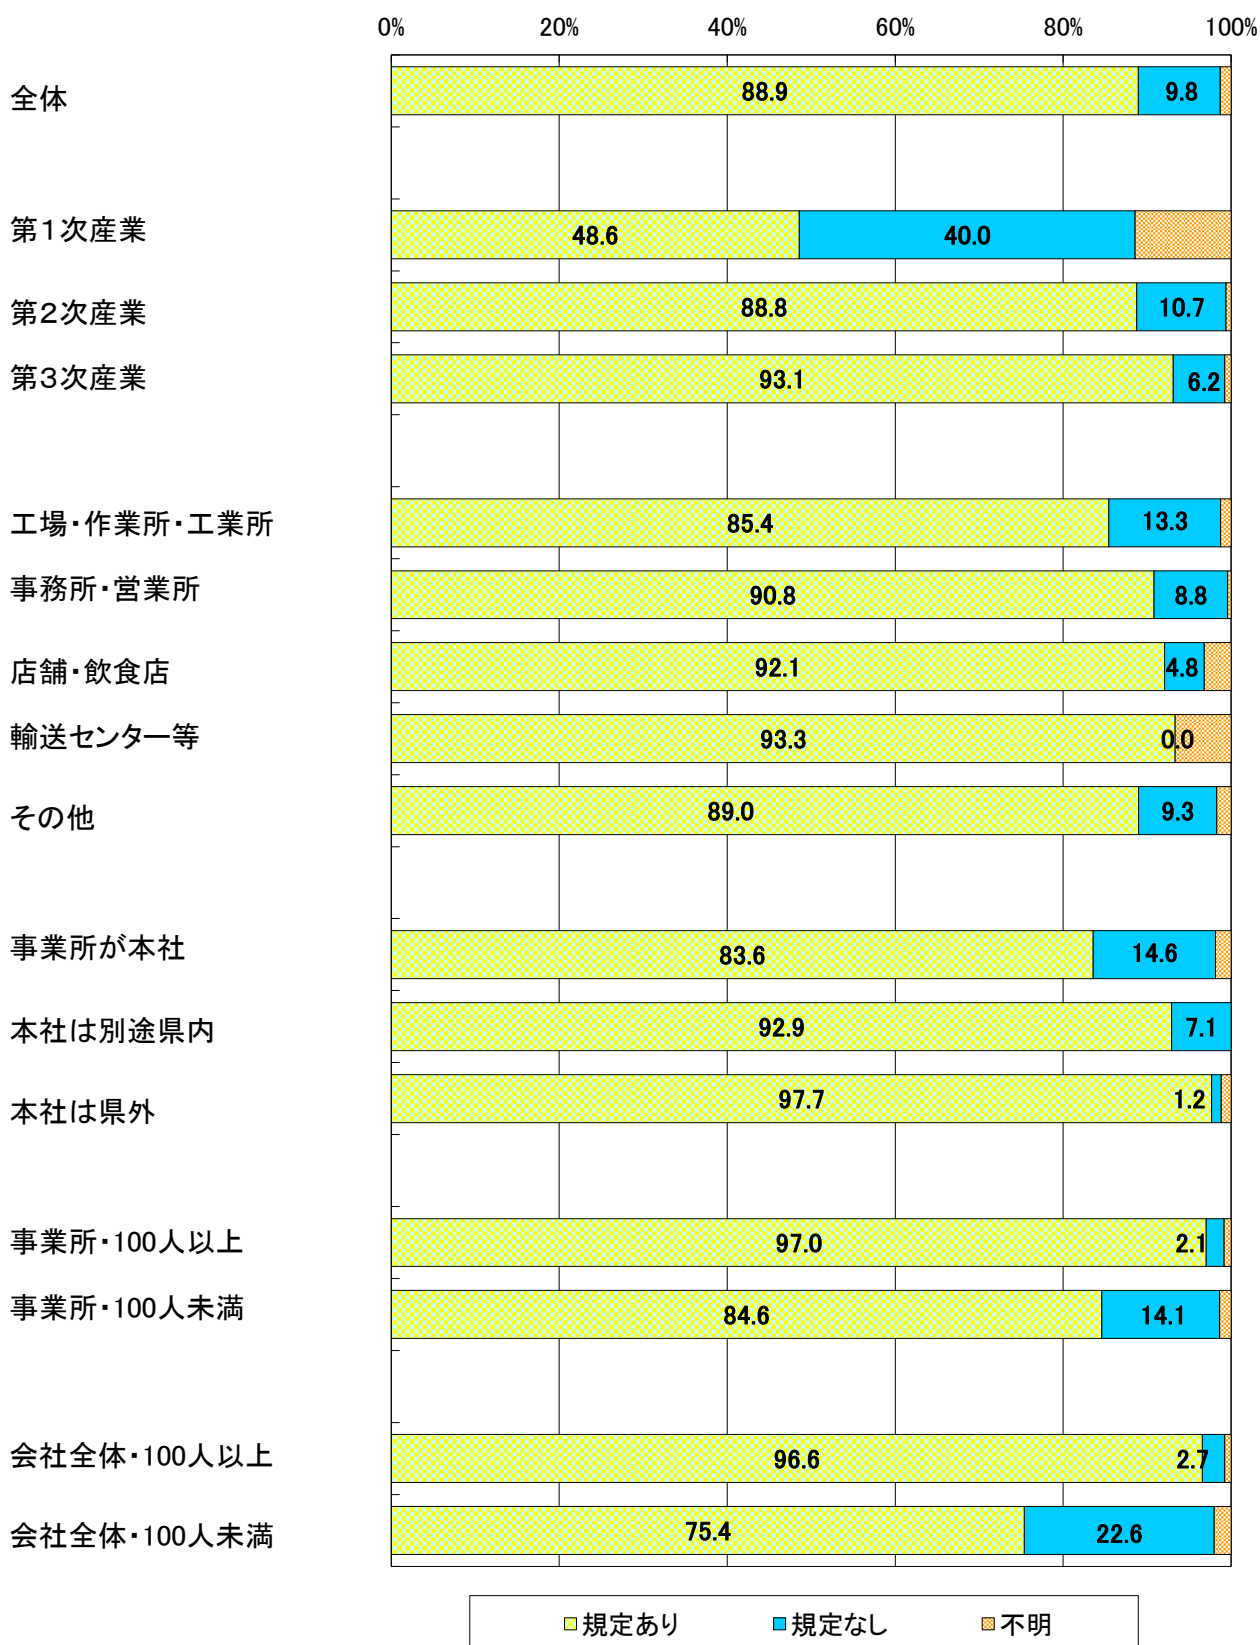 0% 20% 40% 60% 80% 100%
全体 88.9 9.8
第1次産業 48.6 40.0
第2次産業 88.8 10.7
第3次産業 93.1 6.2
工場・作業所・工業所 85.4 13.3
事務所・営業所 90.8 8.8
店舗・飲食店 92.1 4.8
輸送センター等 93.3 0.0
その他 89.0 9.3
事業所が本社 83.6 14.6
本社は別途県内 92.9 7.1
本社は県外 97.7 1.2
事業所・100人以上 97.0 2.1
事業所・100人未満 84.6 14.1
会社全体・100人以上 96.6 2.7
会社全体・100人未満 75.4 22.6
規定あり 規定なし 不明